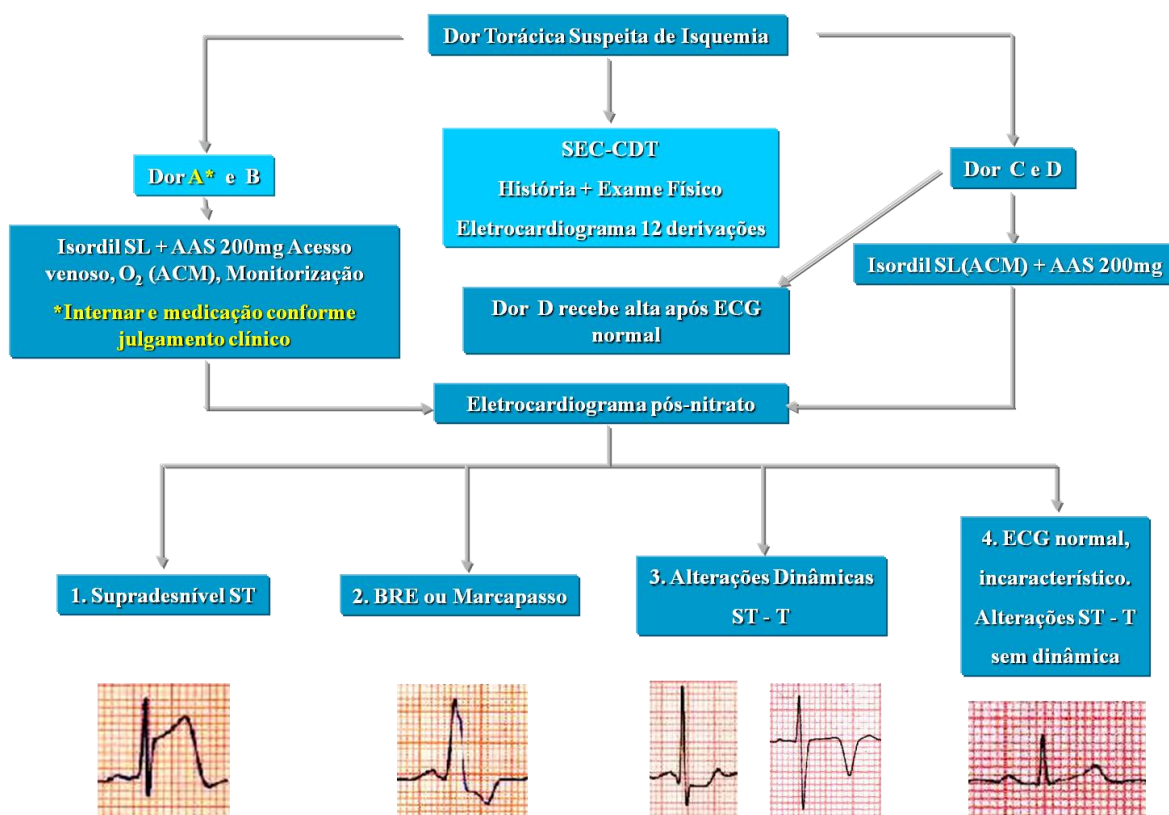 Dor Torácica Suspeita de Isquemia
SEC-CDT
História + Exame Físico
Eletrocardiograma 12 derivações
Dor A* e B
Dor C e D
Isordil SL + AAS 200mg Acesso
venoso, O₂ (ACM), Monitorização
*Internar e medicação conforme
julgamento clínico
Isordil SL(ACM) + AAS 200mg
Dor D recebe alta após ECG
normal
Eletrocardiograma pós-nitrato
1. Supradesnível ST
2. BRE ou Marcapasso
3. Alterações Dinâmicas
ST - T
4. ECG normal,
incaracterístico.
Alterações ST - T
sem dinâmica